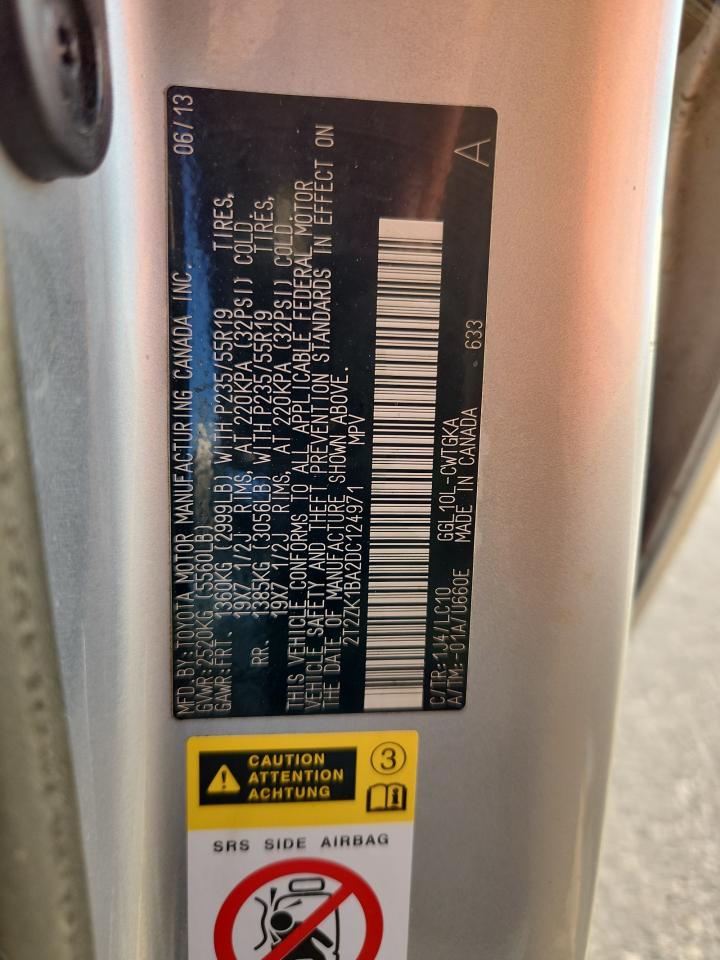 MFD BY:TOYOTA MOTOR MANUFACTURING CANADA INC. 06/13
GVWR:2520KG (5560LB)
GAWR:FRT. 1360KG (2999LB) WITH P235/55R19 TIRES,
19X7 1/2J RIMS, AT 220KPA (32PSI) COLD.
RR 1385KG (3056LB) WITH P235/55R19 TIRES,
19X7 1/2J RIMS, AT 220KPA (32PSI) COLD.
THIS VEHICLE CONFORMS TO ALL APPLICABLE FEDERAL MOTOR
VEHICLE SAFETY AND THEFT PREVENTION STANDARDS IN EFFECT ON
THE DATE OF MANUFACTURE SHOWN ABOVE.
2T2ZK1BA2DC124971 MPV
C/TR:1J4/LC10 GGL10L-CWTGKA 633 A
A/TM:-01A/U660E MADE IN CANADA
CAUTION
ATTENTION
ACHTUNG
3
SRS SIDE AIRBAG